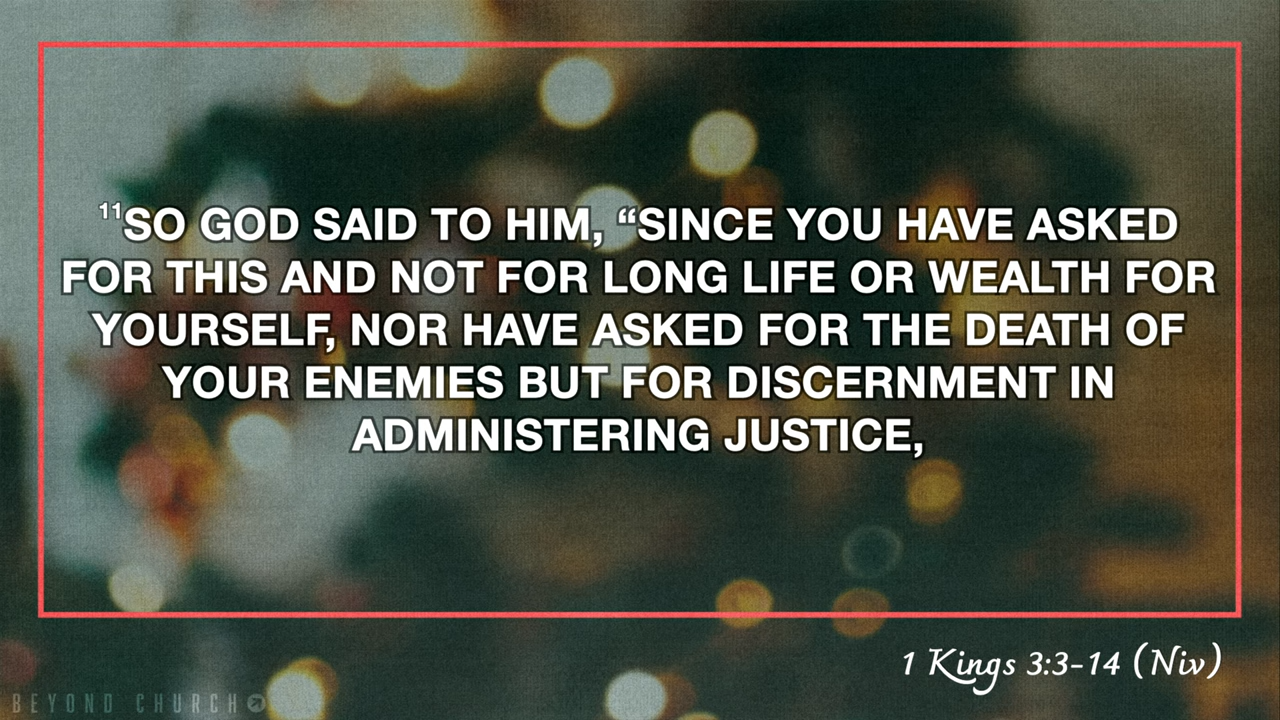 ¹¹SO GOD SAID TO HIM, “SINCE YOU HAVE ASKED
FOR THIS AND NOT FOR LONG LIFE OR WEALTH FOR
YOURSELF, NOR HAVE ASKED FOR THE DEATH OF
YOUR ENEMIES BUT FOR DISCERNMENT IN
ADMINISTERING JUSTICE,
1 Kings 3:3-14 (Niv)
BEYOND CHURCH